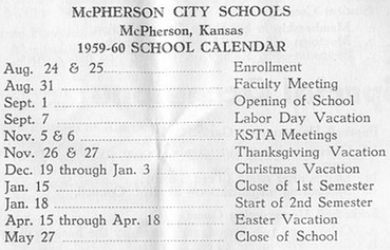 McPHERSON CITY SCHOOLS
McPherson, Kansas
1959-60 SCHOOL CALENDAR
Aug. 24 & 25 Enrollment
Aug. 31 Faculty Meeting
Sept. 1 Opening of School
Sept. 7 Labor Day Vacation
Nov. 5 & 6 KSTA Meetings
Nov. 26 & 27 Thanksgiving Vacation
Dec. 19 through Jan. 3 Christmas Vacation
Jan. 15 Close of 1st Semester
Jan. 18 Start of 2nd Semester
Apr. 15 through Apr. 18 Easter Vacation
May 27 Close of School